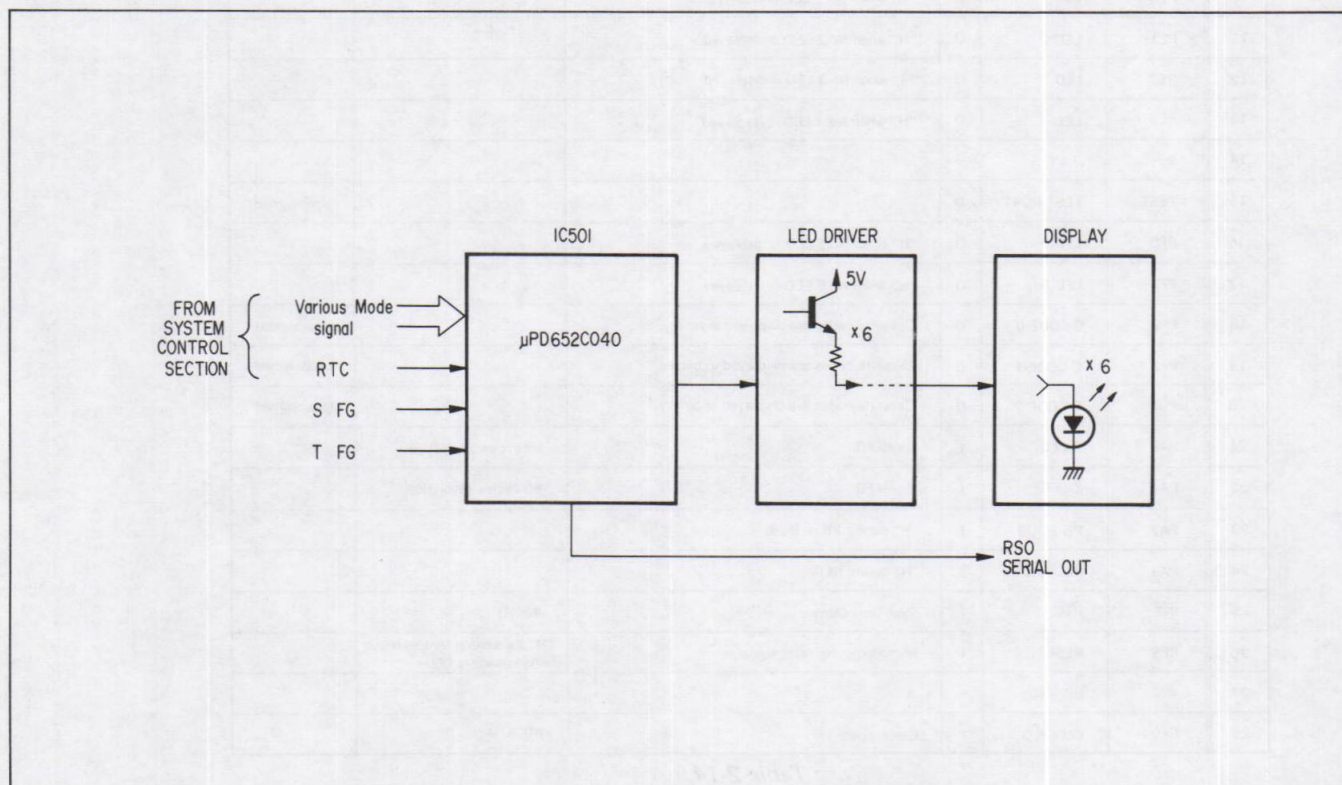 IC501
LED DRIVER
DISPLAY
FROM
SYSTEM
CONTROL
SECTION
Various Mode
signal
RTC
S FG
T FG
μPD652C040
5V
x6
x 6
RSO
SERIAL OUT